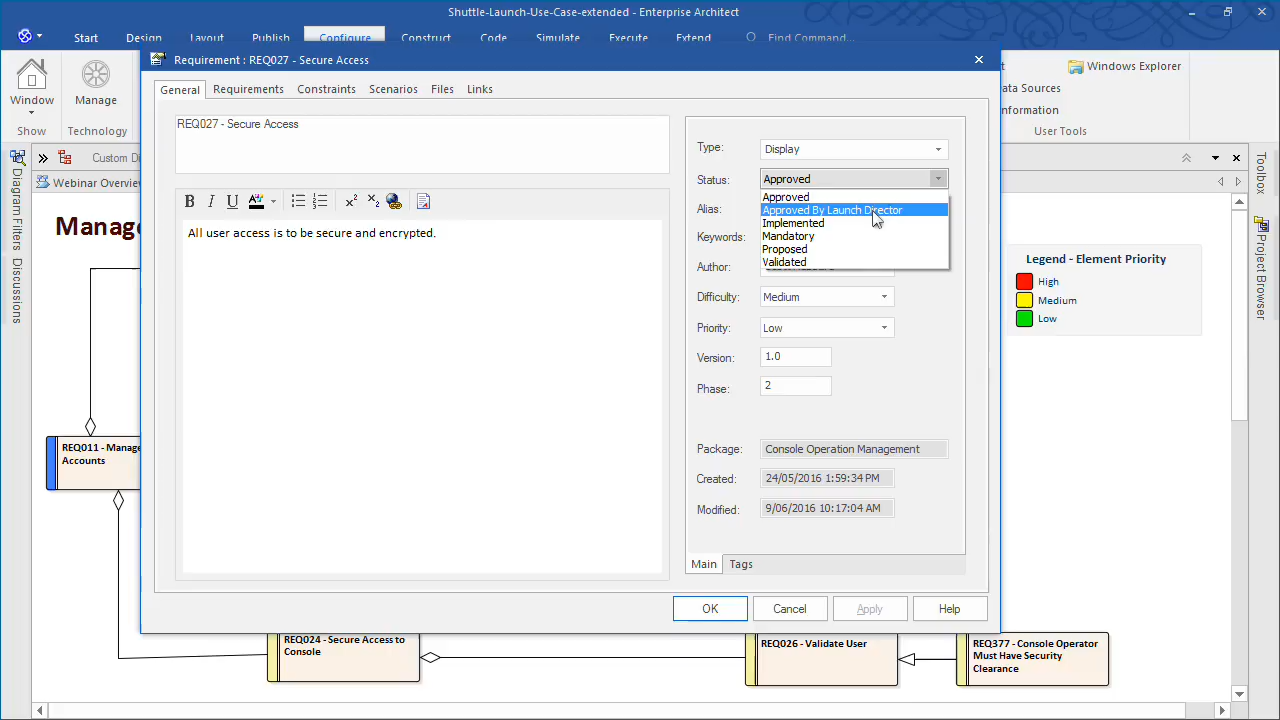 Shuttle-Launch-Use-Case-extended - Enterprise Architect
Start
Design
Layout
Publish
Configure
Construct
Code
Simulate
Execute
Extend
Find Command...
Requirement : REQ027 - Secure Access
Window
Show
Manage
Technology
Windows Explorer
ata Sources
nformation
User Tools
General
Requirements
Constraints
Scenarios
Files
Links
Custom Di
Webinar Overview
Diagram Filters
Discussions
Toolbox
Project Browser
REQ027 - Secure Access
B I U A
All user access is to be secure and encrypted.
Type:
Display
Status:
Approved
Approved
Approved By Launch Director
Implemented
Mandatory
Proposed
Validated
Alias:
Keywords:
Author:
Difficulty:
Medium
Priority:
Low
Version:
1.0
Phase:
2
Package:
Console Operation Management
Created:
24/05/2016 1:59:34 PM
Modified:
9/06/2016 10:17:04 AM
Main
Tags
OK
Cancel
Apply
Help
Manage
Legend - Element Priority
High
Medium
Low
REQ011 - Manage
Accounts
REQ024 - Secure Access to
Console
REQ026 - Validate User
REQ377 - Console Operator
Must Have Security
Clearance